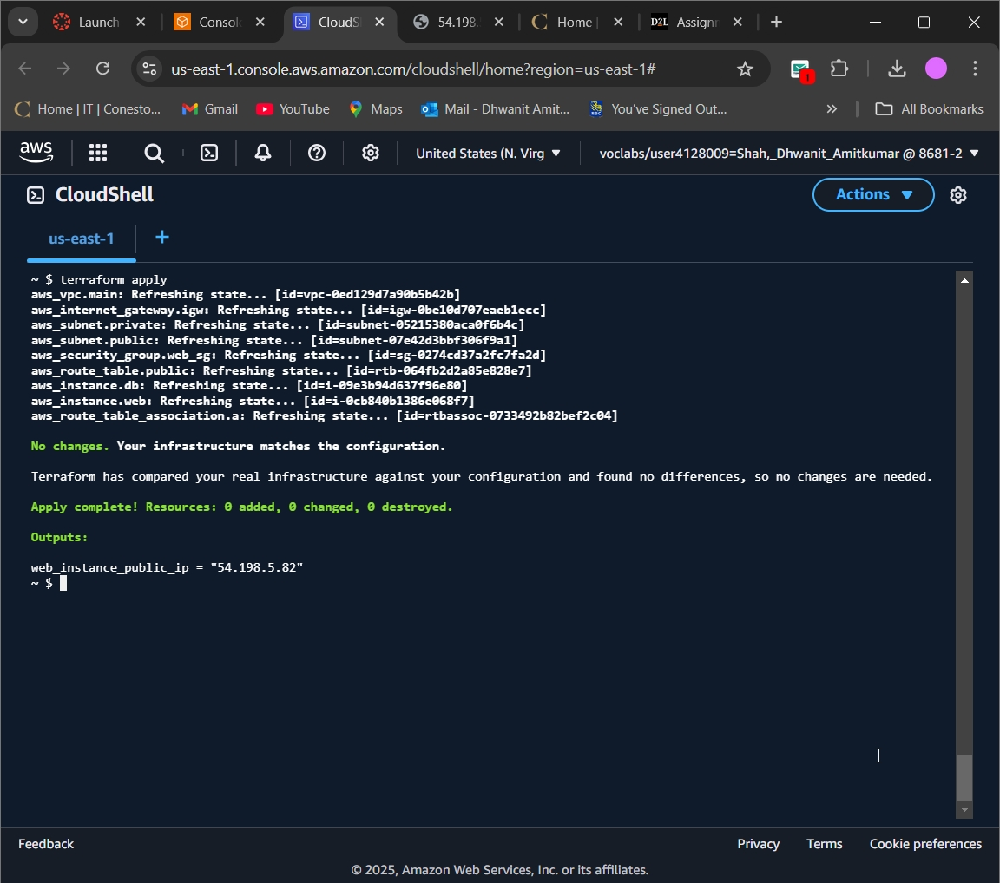 Launch
Consol
CloudS
54.198.
Home |
D2L Assignm
us-east-1.console.aws.amazon.com/cloudshell/home?region=us-east-1#
1
Home | IT | Conesto...
Gmail
YouTube
Maps
Mail - Dhwanit Amit...
You've Signed Out...
All Bookmarks
aws
United States (N. Virg
voclabs/user4128009=Shah,_Dhwanit_Amitkumar @ 8681-2
CloudShell
Actions
us-east-1
~ $ terraform apply
aws_vpc.main: Refreshing state... [id=vpc-0ed129d7a90b5b42b]
aws_internet_gateway.igw: Refreshing state... [id=igw-0be10d707eaeb1ecc]
aws_subnet.private: Refreshing state... [id=subnet-05215380aca0f6b4c]
aws_subnet.public: Refreshing state... [id=subnet-07e42d3bbf306f9a1]
aws_security_group.web_sg: Refreshing state... [id=sg-0274cd37a2fc7fa2d]
aws_route_table.public: Refreshing state... [id=rtb-064fb2d2a85e828e7]
aws_instance.db: Refreshing state... [id=i-09e3b94d637f96e80]
aws_instance.web: Refreshing state... [id=i-0cb840b1386e068f7]
aws_route_table_association.a: Refreshing state... [id=rtbassoc-0733492b82bef2c04]
No changes. Your infrastructure matches the configuration.
Terraform has compared your real infrastructure against your configuration and found no differences, so no changes are needed.
Apply complete! Resources: 0 added, 0 changed, 0 destroyed.
Outputs:
web_instance_public_ip = "54.198.5.82"
~ $
Feedback
Privacy
Terms
Cookie preferences
© 2025, Amazon Web Services, Inc. or its affiliates.